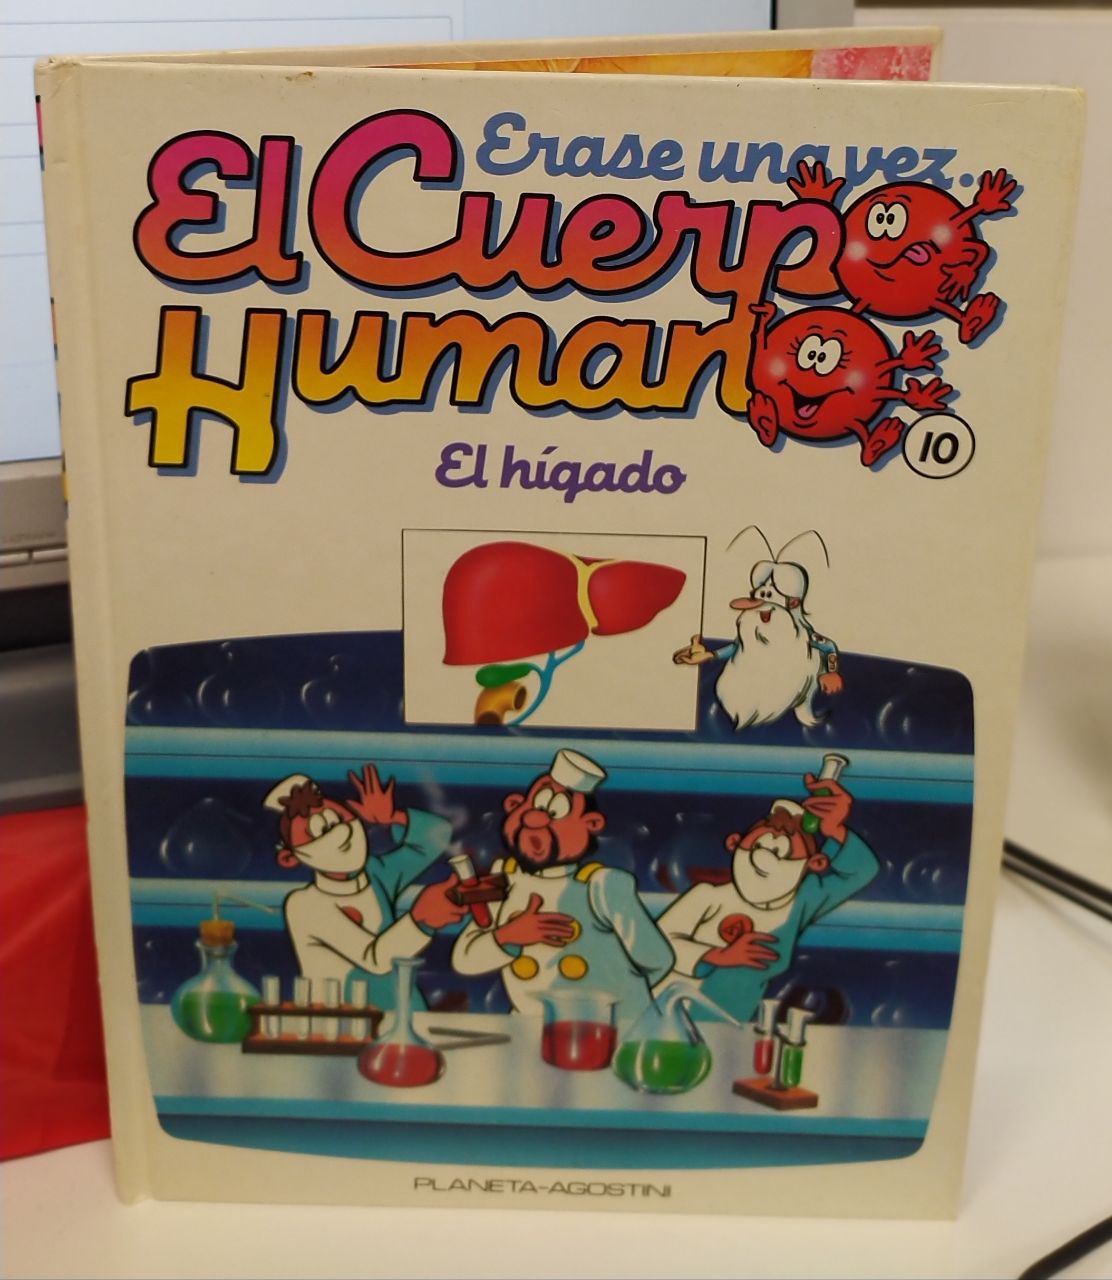 Erase una vez...
El Cuerpo
Humano
10
El hígado
PLANETA-AGOSTINI